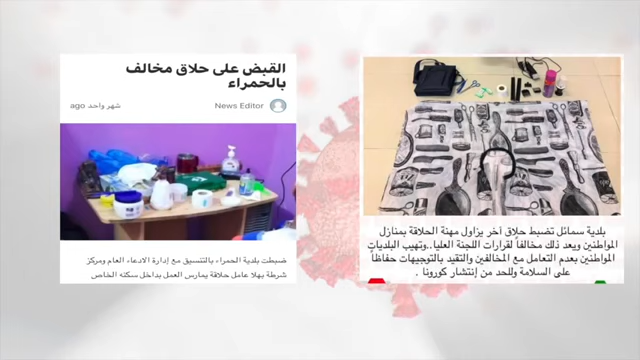 القبض على حلاق مخالف
بالحمراء
News Editor
شهر واحد ago
ضبطت بلدية الحمراء بالتنسيق مع إدارة الادعاء العام ومركز
شرطة بهلا عامل حلاقة يمارس العمل بداخل سكنه الخاص
بلدية سمائل تضبط حلاق آخر يزاول مهنة الحلاقة بمنازل
المواطنين ويعد ذلك مخالفاً لقرارات اللجنة العليا..وتهيب البلديات
المواطنين بعدم التعامل مع المخالفين والتقيد بالتوجيهات حفاظاً
على السلامة وللحد من إنتشار كورونا .